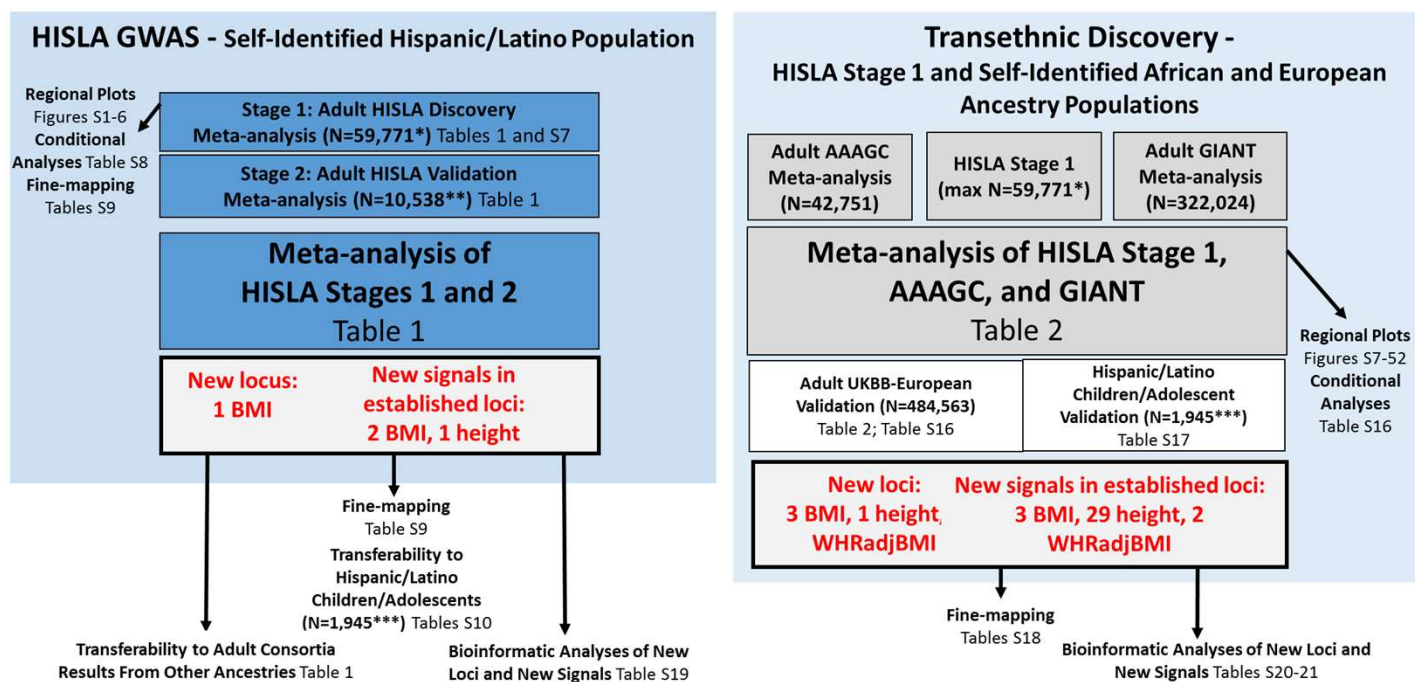 HISLA GWAS - Self-Identified Hispanic/Latino Population
Regional Plots
Figures S1-6
Conditional
Analyses Table S8
Fine-mapping
Tables S9
Stage 1: Adult HISLA Discovery
Meta-analysis (N=59,771*) Tables 1 and S7
Stage 2: Adult HISLA Validation
Meta-analysis (N=10,538**) Table 1
Meta-analysis of
HISLA Stages 1 and 2
Table 1
New locus:
1 BMI
New signals in
established loci:
2 BMI, 1 height
Fine-mapping
Table S9
Transferability to
Hispanic/Latino
Children/Adolescents
(N=1,945***) Tables S10
Transferability to Adult Consortia
Results From Other Ancestries Table 1
Bioinformatic Analyses of New
Loci and New Signals Table S19
Transethnic Discovery -
HISLA Stage 1 and Self-Identified African and European
Ancestry Populations
Adult AAAGC
Meta-analysis
(N=42,751)
HISLA Stage 1
(max N=59,771*)
Adult GIANT
Meta-analysis
(N=322,024)
Meta-analysis of HISLA Stage 1,
AAAGC, and GIANT
Table 2
Regional Plots
Figures S7-52
Conditional
Analyses
Table S16
Adult UKBB-European
Validation (N=484,563)
Table 2; Table S16
Hispanic/Latino
Children/Adolescent
Validation (N=1,945***)
Table S17
New loci:
3 BMI, 1 height,
WHRadjBMI
New signals in established loci:
3 BMI, 29 height, 2
WHRadjBMI
Fine-mapping
Tables S18
Bioinformatic Analyses of New Loci and
New Signals Tables S20-21